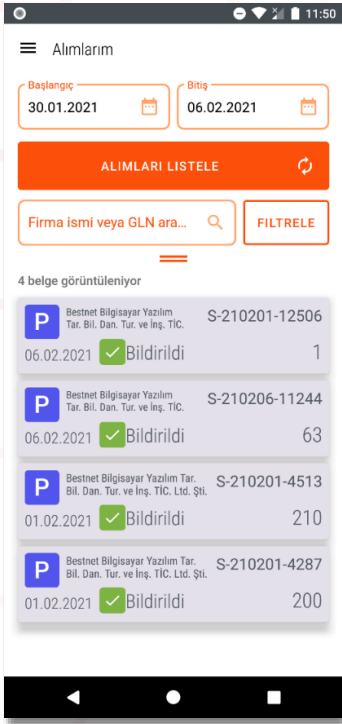 11:50
Alımlarım
Başlangıç
30.01.2021
Bitiş
06.02.2021
ALIMLARI LİSTELE
Firma ismi veya GLN ara...
FILTRELE
4 belge görüntüleniyor
P
Bestnet Bilgisayar Yazılım
Tar. Bil. Dan. Tur. ve İnş. TİC.
S-210201-12506
06.02.2021
Bildirildi
1
P
Bestnet Bilgisayar Yazılım
Tar. Bil. Dan. Tur. ve İnş. TİC.
S-210206-11244
06.02.2021
Bildirildi
63
P
Bestnet Bilgisayar Yazılım Tar.
Bil. Dan. Tur. ve İnş. TİC. Ltd. Şti.
S-210201-4513
01.02.2021
Bildirildi
210
P
Bestnet Bilgisayar Yazılım Tar.
Bil. Dan. Tur. ve İnş. TİC. Ltd. Şti.
S-210201-4287
01.02.2021
Bildirildi
200